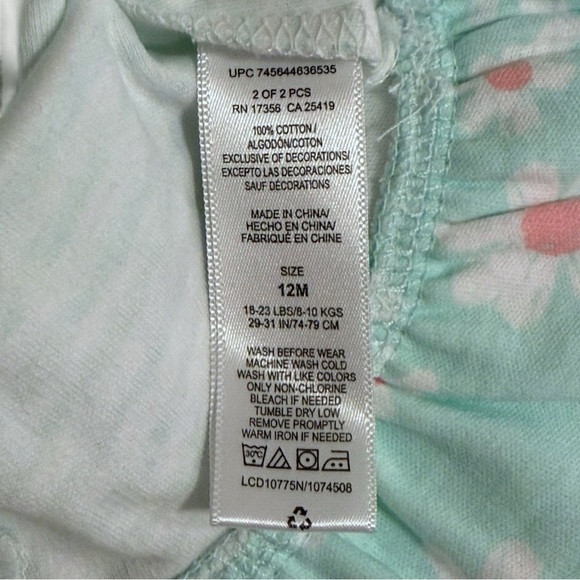 UPC 745644636535
2 OF 2 PCS
RN 17356 CA 25419
100% COTTON/
ALGODÓN/COTON
EXCLUSIVE OF DECORATIONS/
EXCEPTO LAS DECORACIONES/
SAUF DÉCORATIONS
MADE IN CHINA/
HECHO EN CHINA/
FABRIQUÉ EN CHINE
SIZE
12M
18-23 LBS/8-10 KGS
29-31 IN/74-79 CM
WASH BEFORE WEAR
MACHINE WASH COLD
WASH WITH LIKE COLORS
ONLY NON-CHLORINE
BLEACH IF NEEDED
TUMBLE DRY LOW
REMOVE PROMPTLY
WARM IRON IF NEEDED
30°C
LCD10775N/1074508